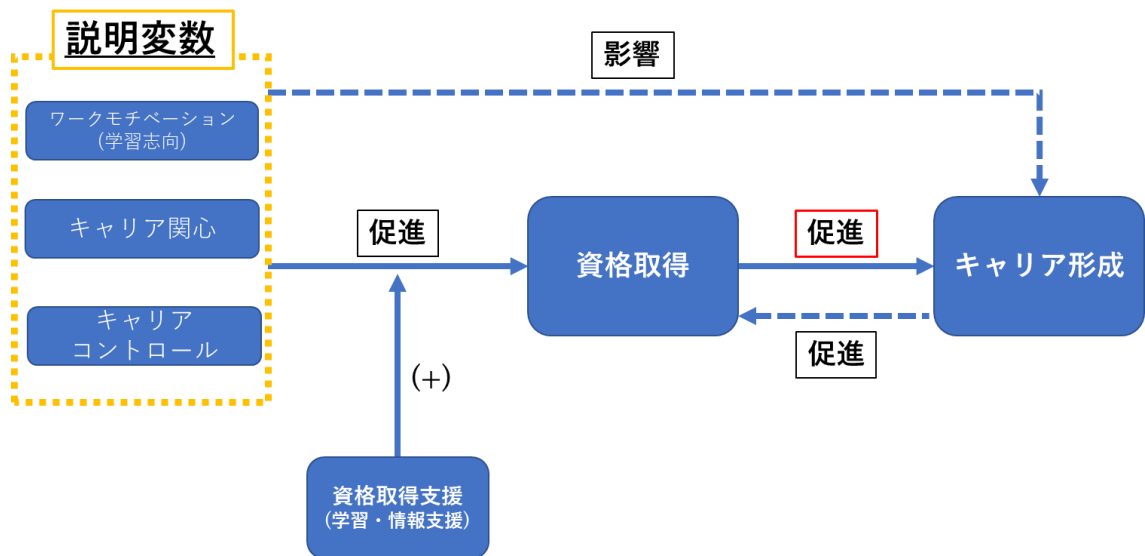 説明変数
影響
ワークモチベーション
(学習志向)
キャリア関心
促進
資格取得
促進
キャリア形成
キャリア
コントロール
促進
(+)
資格取得支援
(学習・情報支援)